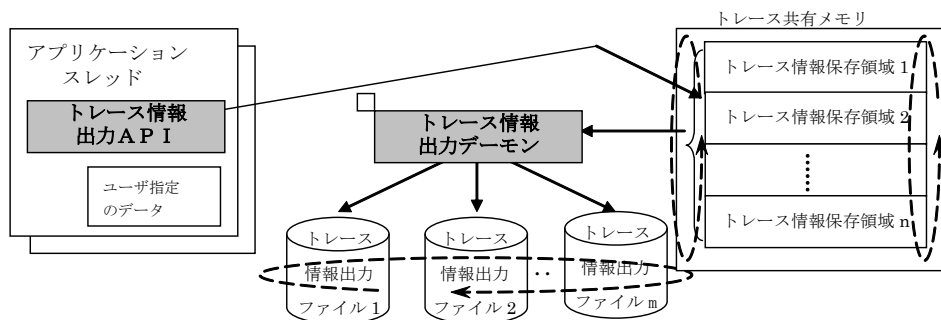 トレース共有メモリ
アプリケーション
スレッド
トレース情報
出力ＡＰＩ
ユーザ指定
のデータ
トレース情報
出力デーモン
トレース情報保存領域 1
トレース情報保存領域 2
トレース情報保存領域 n
トレース
情報出力
ファイル 1
トレース
情報出力
ファイル 2
‥
トレース
情報出力
ファイル m